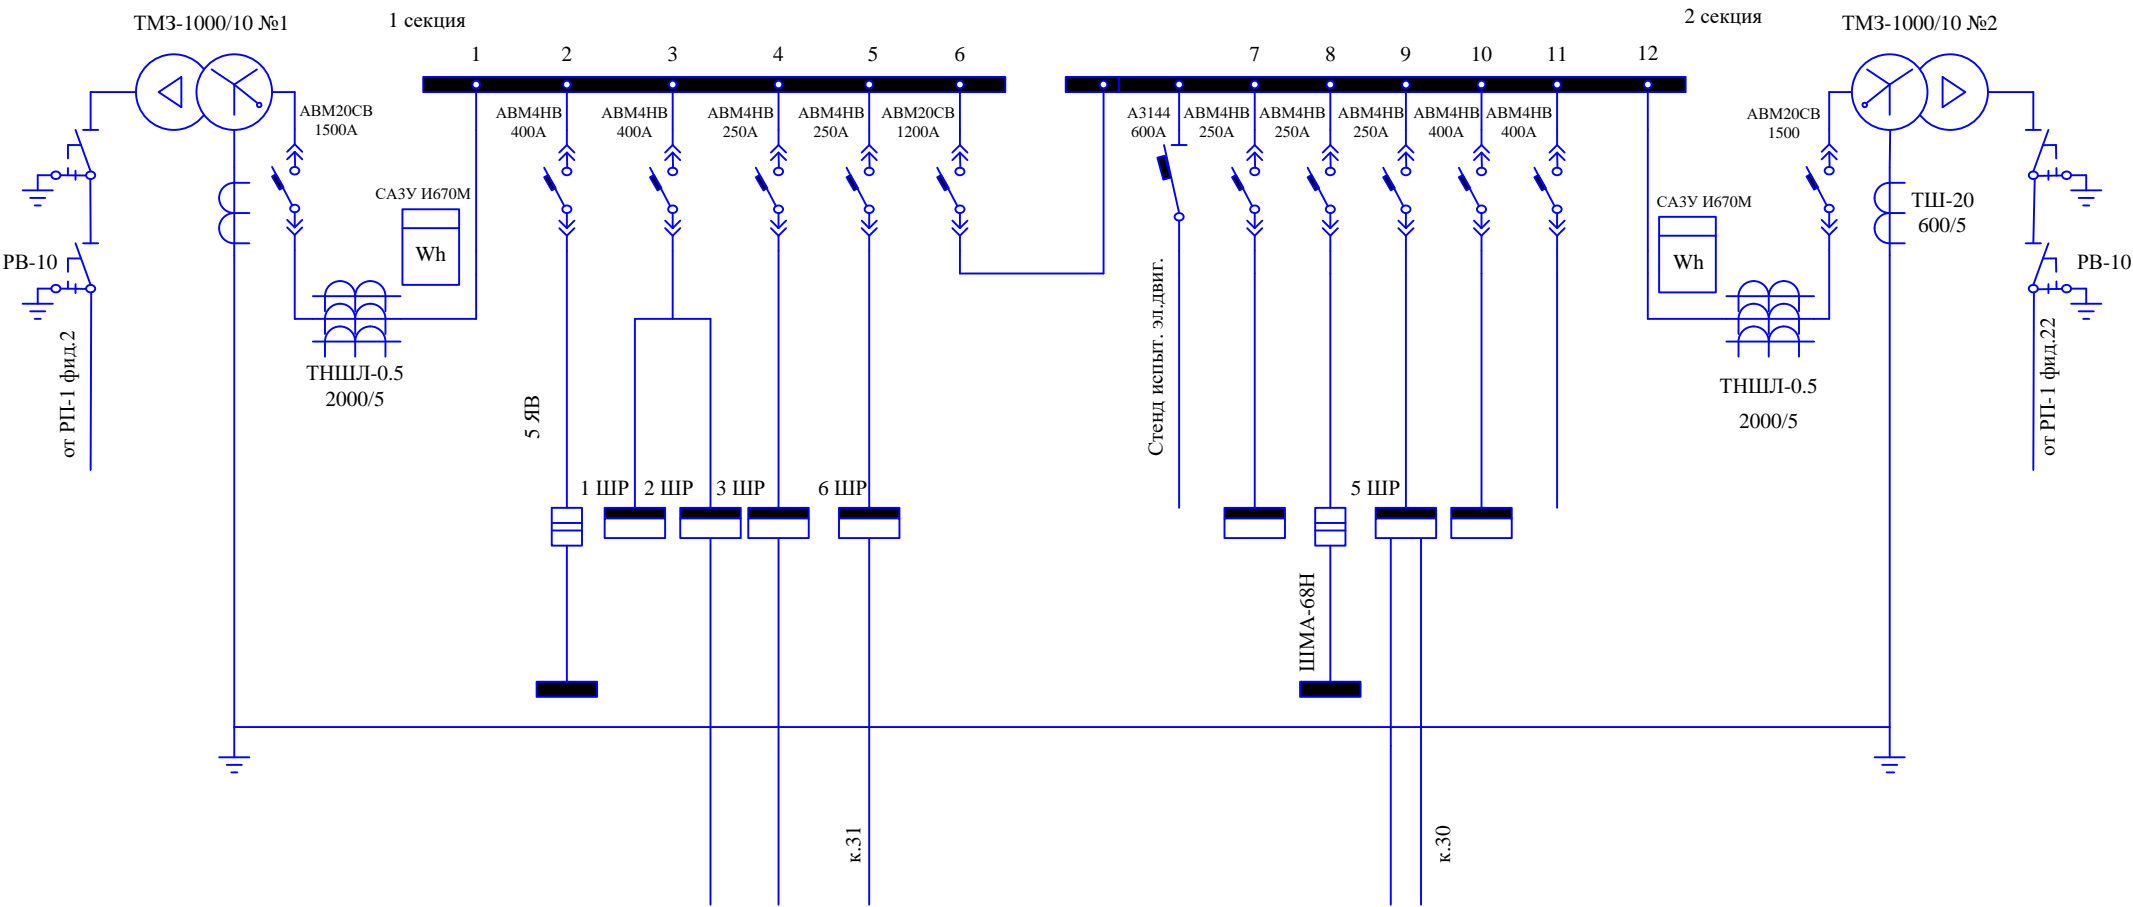 ТМЗ-1000/10 №1
1 секция
2 секция
ТМЗ-1000/10 №2
1
2
3
4
5
6
7
8
9
10
11
12
АВМ20СВ
1500А
АВМ4НВ
400А
АВМ4НВ
400А
АВМ4НВ
250А
АВМ4НВ
250А
АВМ20СВ
1200А
А3144
600А
АВМ4НВ
250А
АВМ4НВ
250А
АВМ4НВ
250А
АВМ4НВ
400А
АВМ4НВ
400А
АВМ20СВ
1500
САЗУ И670М
Wh
САЗУ И670М
Wh
ТШ-20
600/5
РВ-10
РВ-10
от РП-1 фид.2
ТНШЛ-0.5
2000/5
5 ЯВ
Стенд испыт. эл.двиг.
ТНШЛ-0.5
2000/5
от РП-1 фид.22
1 ШР
2 ШР
3 ШР
6 ШР
5 ШР
ШМА-68Н
к.31
к.30